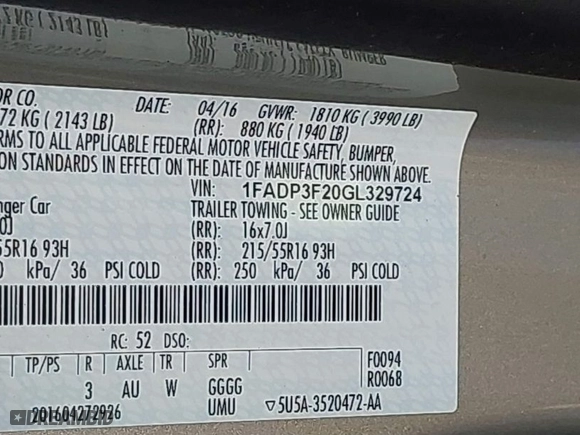 OR CO.
DATE: 04/16 GVWR: 1810 KG ( 3990 LB)
72 KG ( 2143 LB) (RR): 880 KG ( 1940 LB)
RMS TO ALL APPLICABLE FEDERAL MOTOR VEHICLE SAFETY, BUMPER,
ON STANDARDS IN EFFECT ON THE DATE OF MANUFACTURE SHOWN ABOVE.
VIN: 1FADP3F20GL329724
nger Car TRAILER TOWING - SEE OWNER GUIDE
0J (RR): 16x7.0J
55R16 93H (RR): 215/55R16 93H
0 kPa/ 36 PSI COLD (RR): 250 kPa/ 36 PSI COLD
RC: 52 DSO:
TP/PS R AXLE TR SPR F0094
R0068
3 AU W GGGG
201604272926 UMU ▽5U5A-3520472-AA